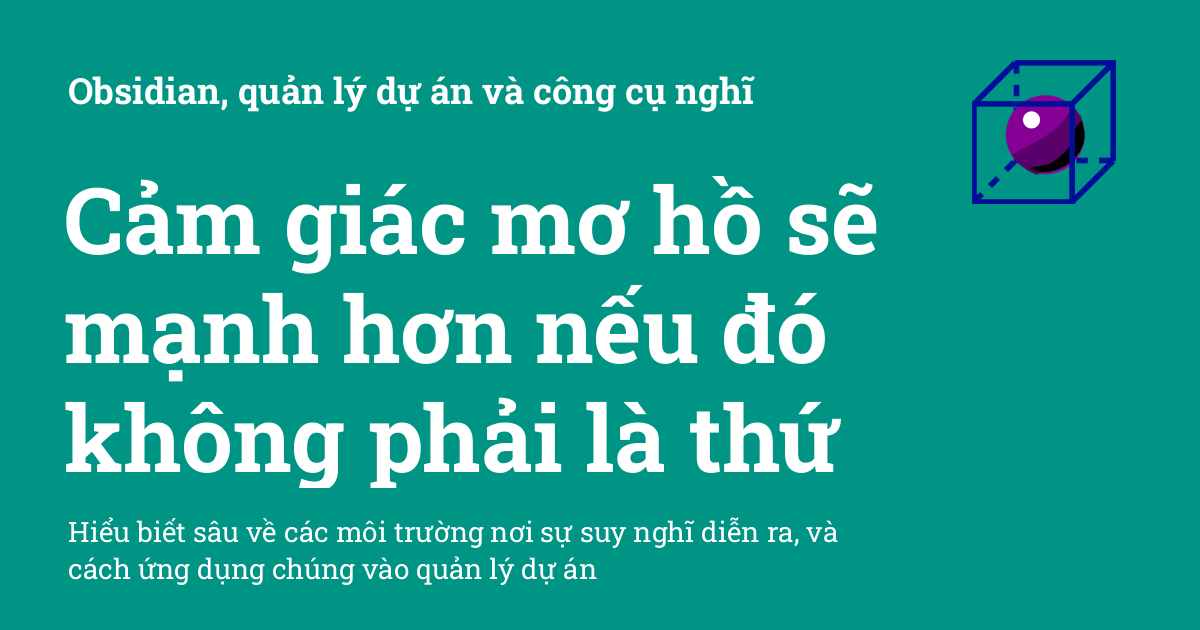 Obsidian, quản lý dự án và công cụ nghĩ
Cảm giác mơ hồ sẽ
mạnh hơn nếu đó
không phải là thứ
Hiểu biết sâu về các môi trường nơi sự suy nghĩ diễn ra, và
cách ứng dụng chúng vào quản lý dự án